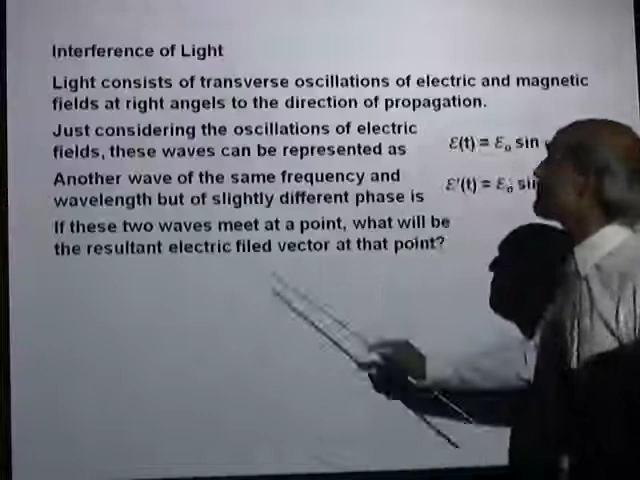 Interference of Light
Light consists of transverse oscillations of electric and magnetic
fields at right angels to the direction of propagation.
Just considering the oscillations of electric
fields, these waves can be represented as
ℰ(t) = ℰₒ sin
Another wave of the same frequency and
wavelength but of slightly different phase is
ℰ'(t) = ℰₒ'
If these two waves meet at a point, what will be
the resultant electric filed vector at that point?